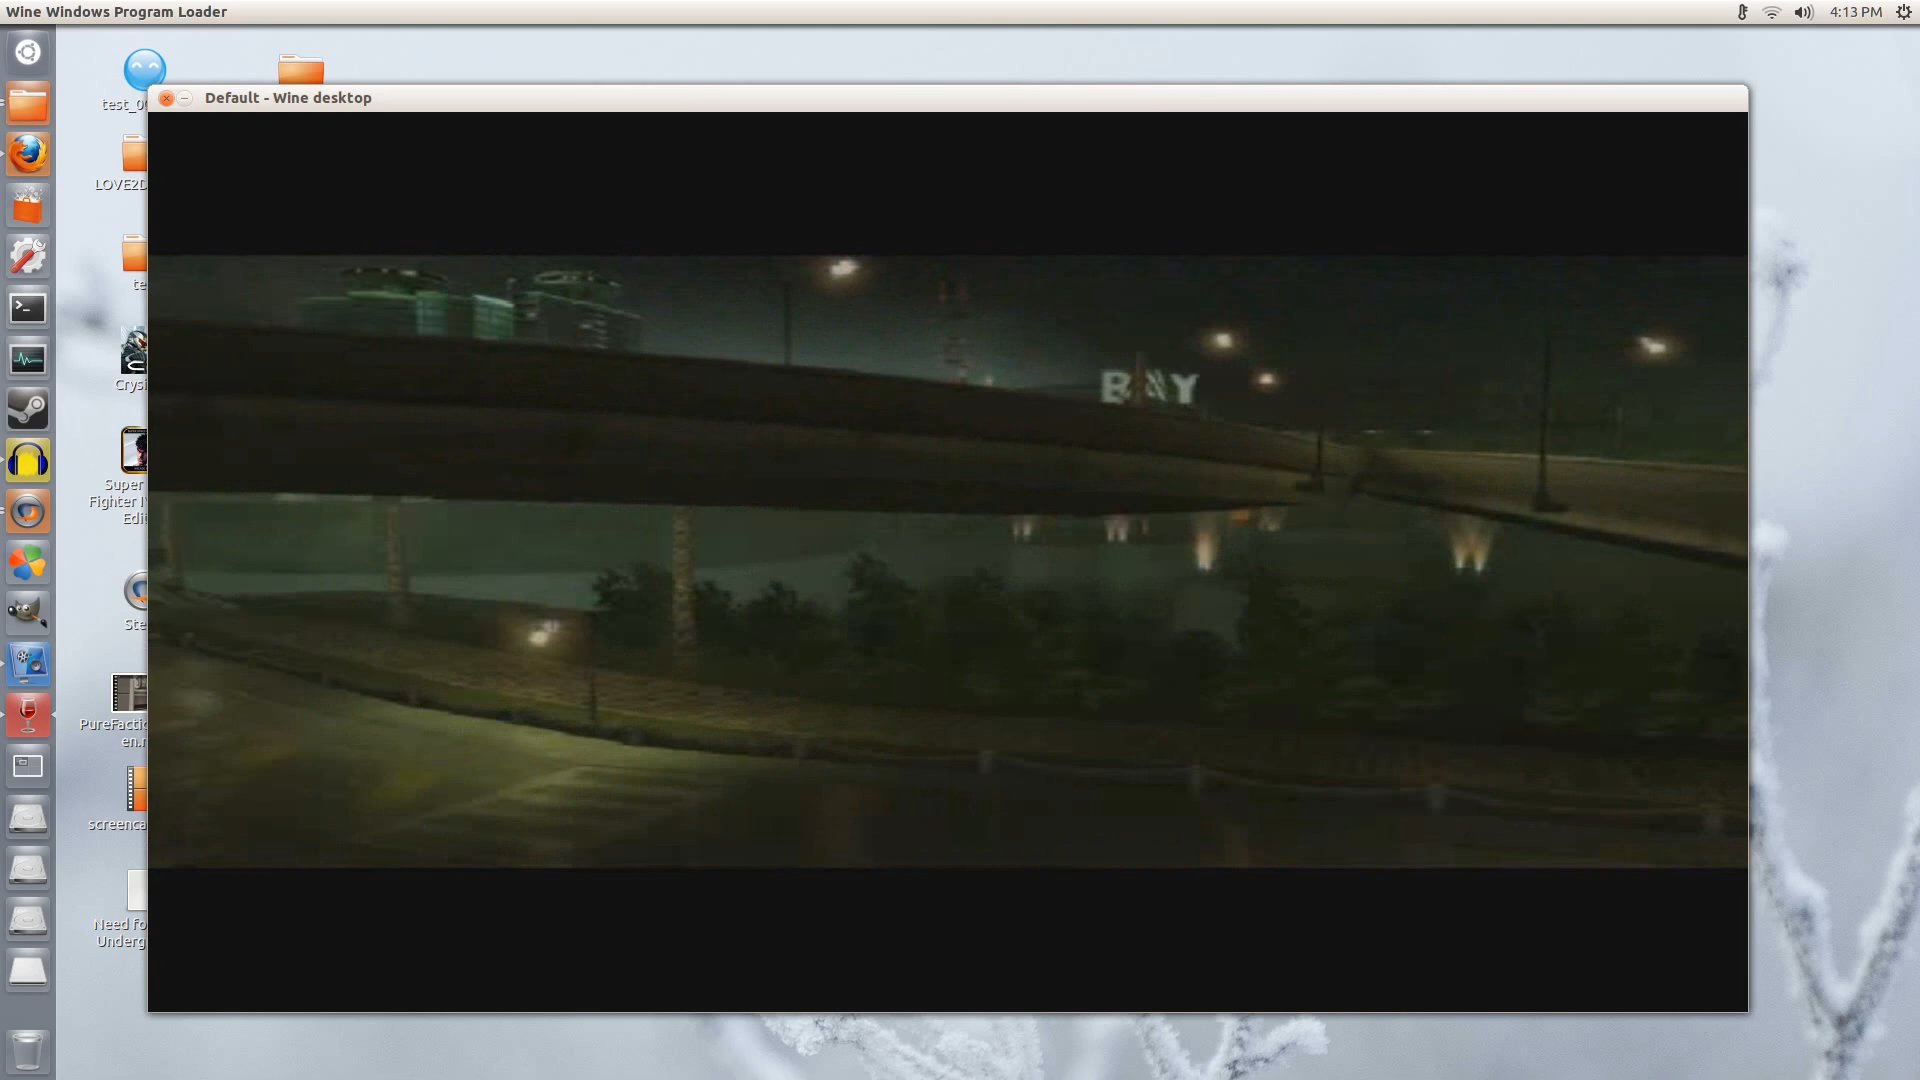 Wine Windows Program Loader
4:13 PM
Default - Wine desktop
test_0
LOVE2D
te
Crysi
Super
Fighter I
Edit
Ste
PureFactio
en.
screenca
Need fo
Underg
BAY
>_